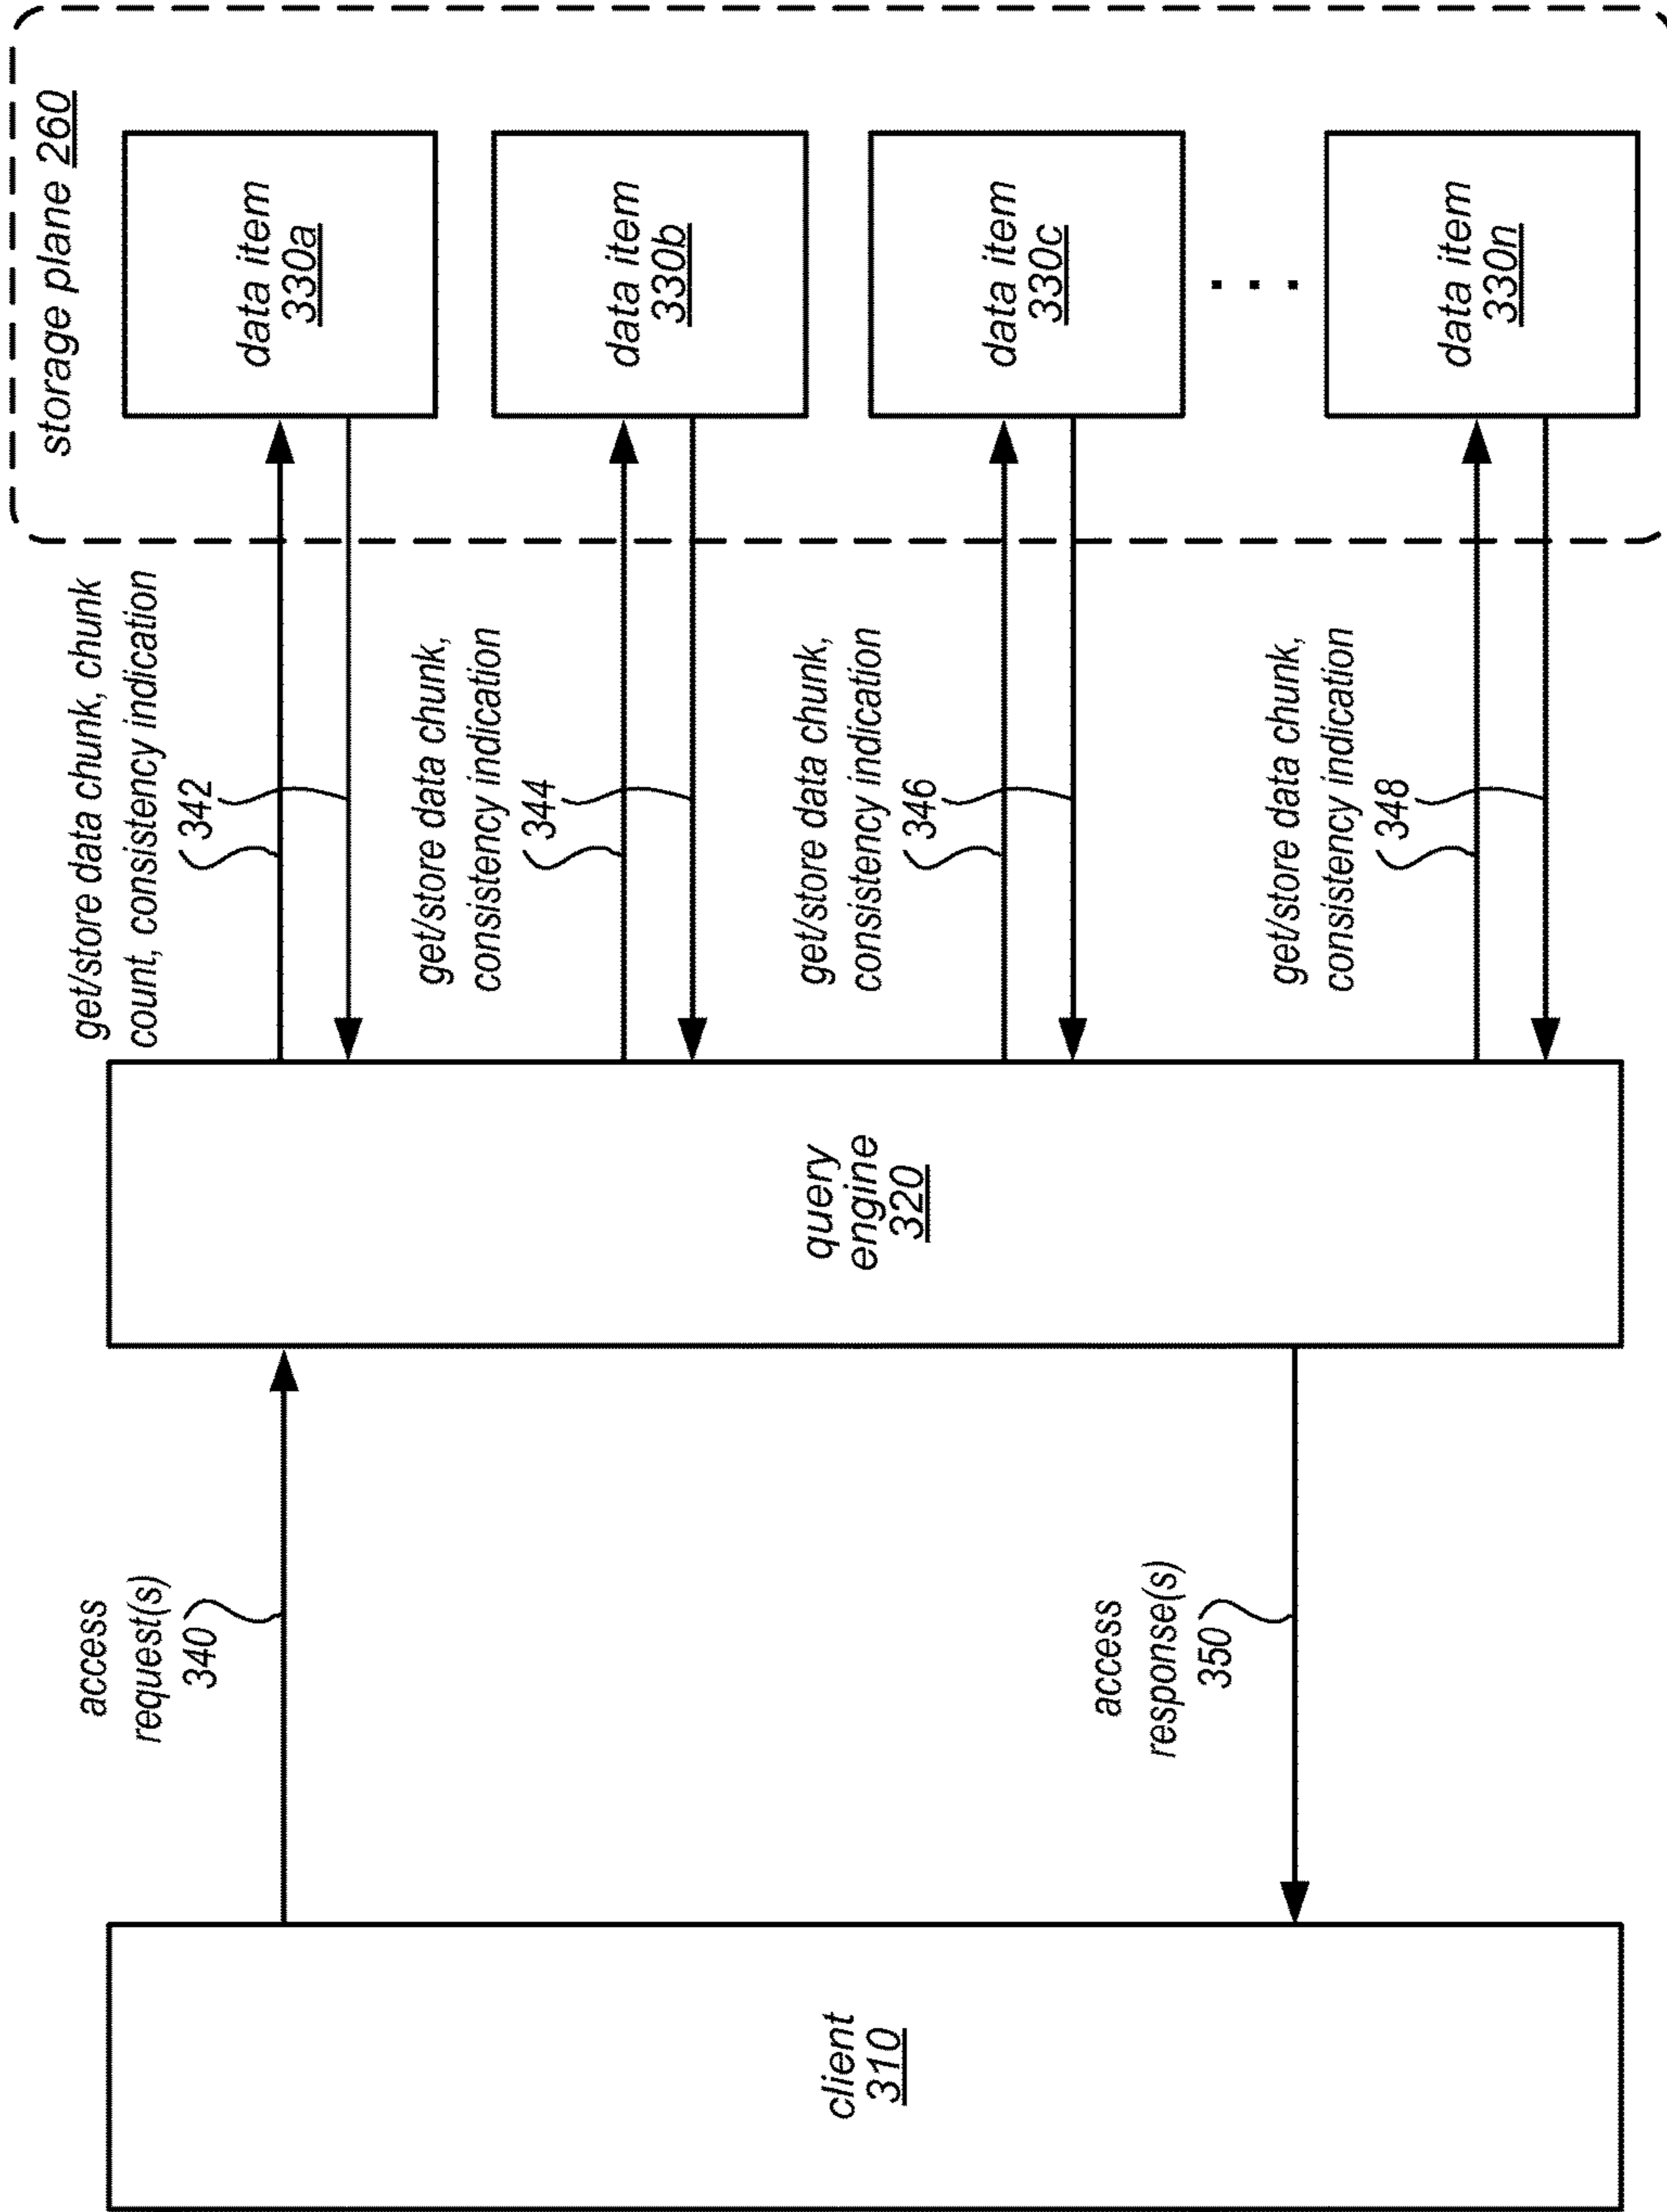 storage plane 260
client
310
access
request(s)
340
access
response(s)
350
query
engine
320
get/store data chunk, chunk
count, consistency indication
342
get/store data chunk,
consistency indication
344
get/store data chunk,
consistency indication
346
get/store data chunk,
consistency indication
348
data item
330a
data item
330b
data item
330c
. . .
data item
330n